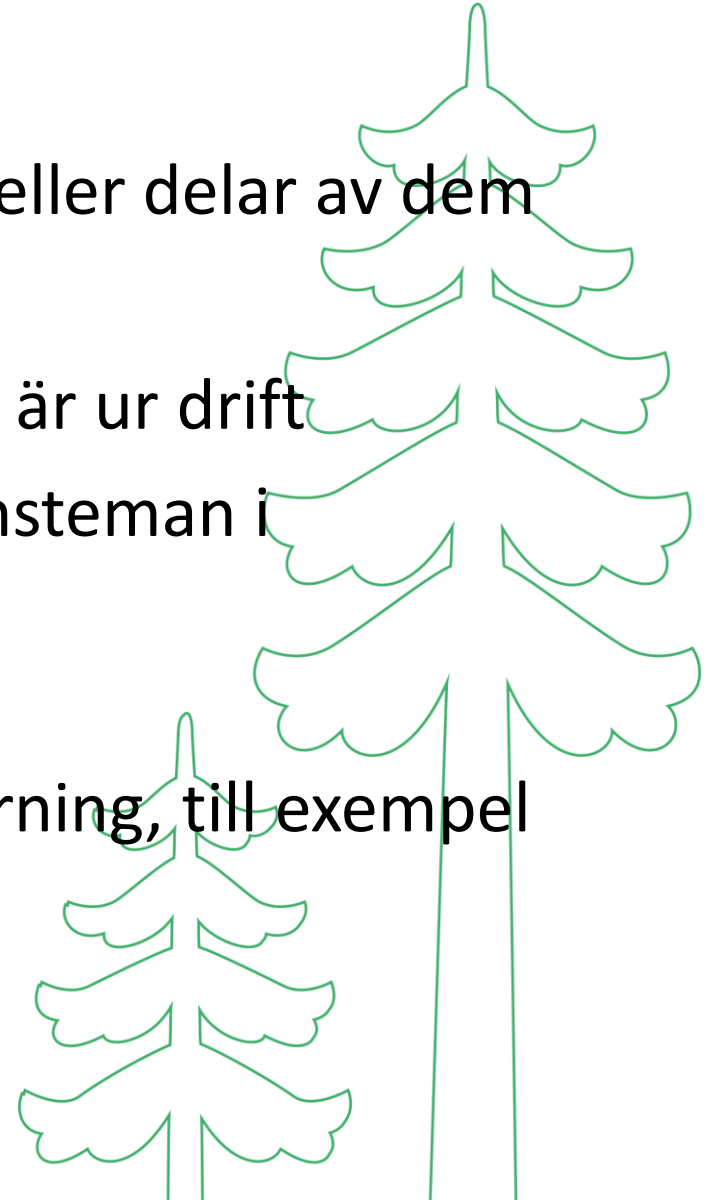 eller delar av dem
är ur drift
nsteman i
rning, till exempel